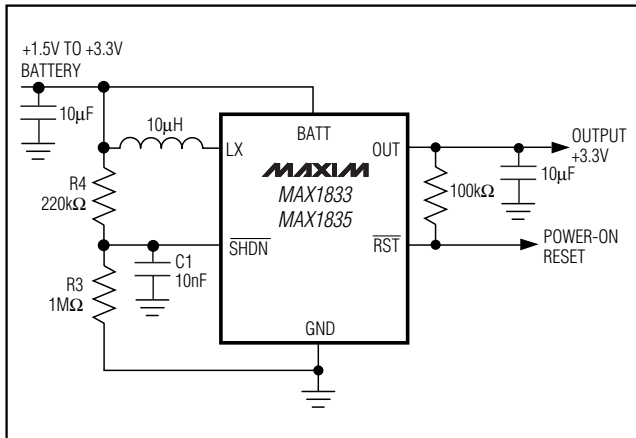 +1.5V TO +3.3V
BATTERY
10µF
10µH
LX
BATT
OUT
OUTPUT
+3.3V
MAXIM
MAX1833
MAX1835
R4
220kΩ
100kΩ
10µF
SHDN
RST
POWER-ON
RESET
C1
10nF
R3
1MΩ
GND